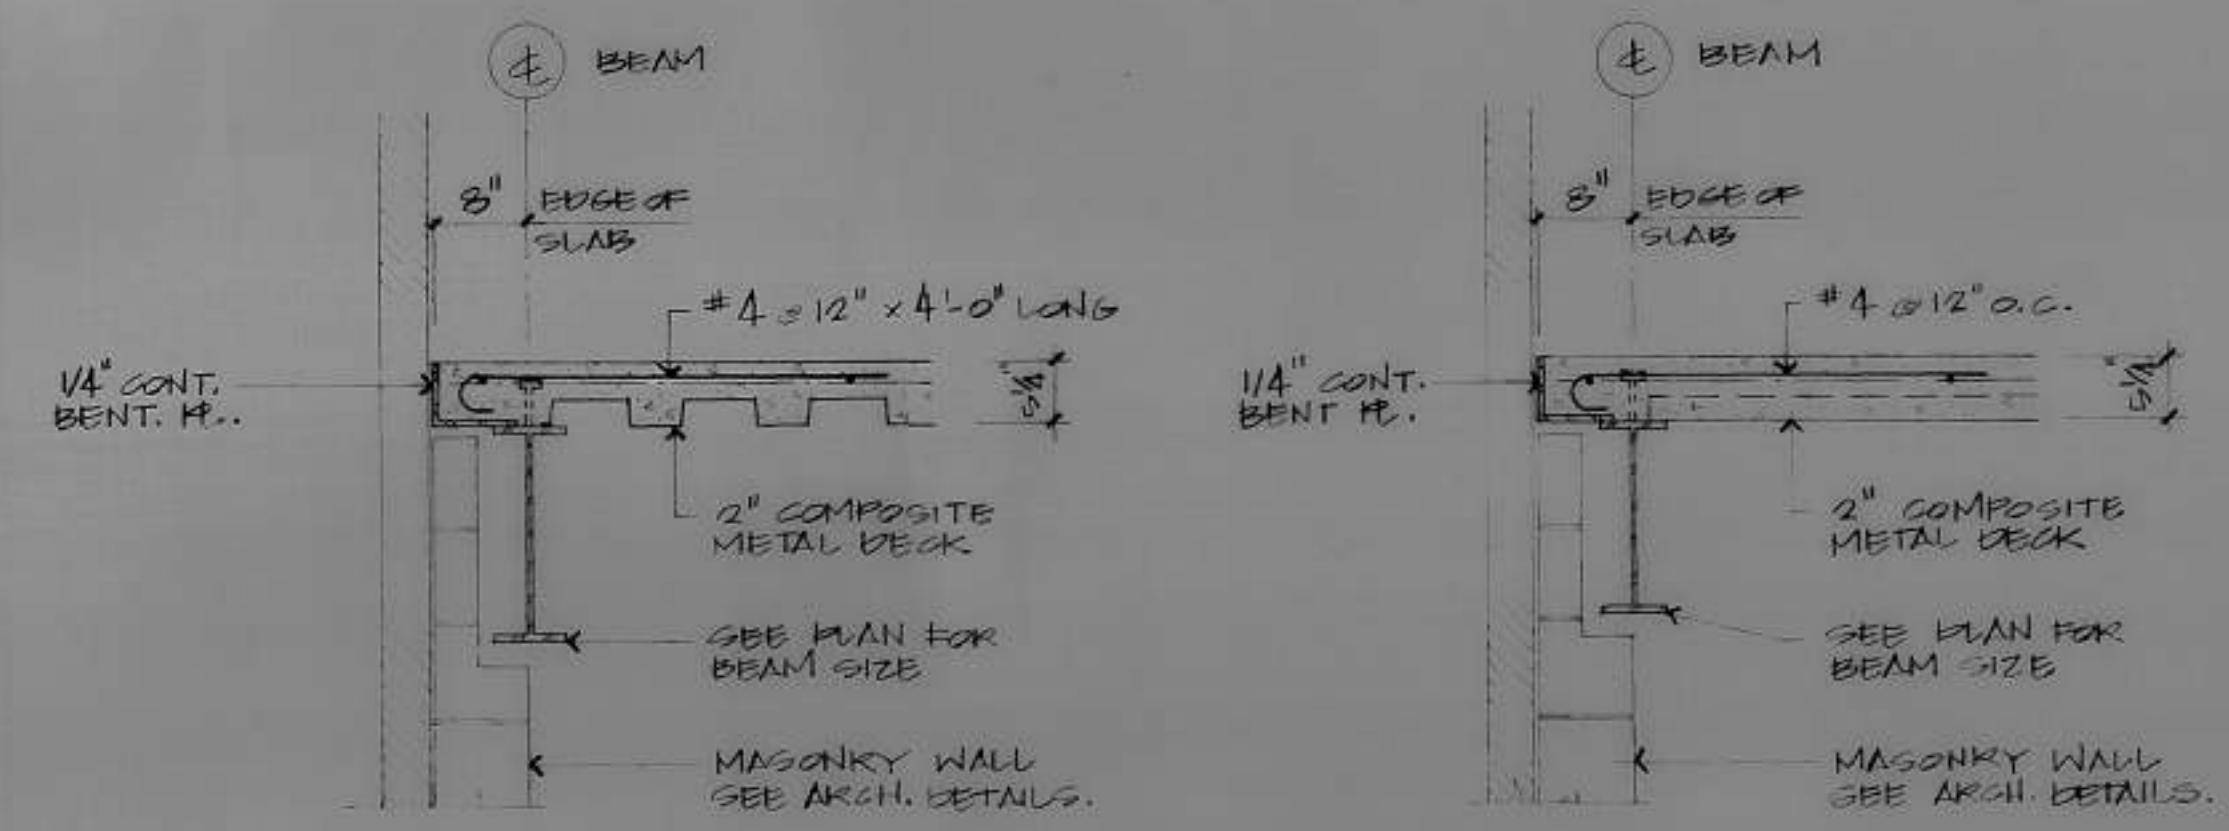 ℄ BEAM
8" EDGE OF
SLAB
#4 @ 12" x 4'-0" LONG
1/4" CONT.
BENT. PL..
5 1/4"
2" COMPOSITE
METAL DECK.
SEE PLAN FOR
BEAM SIZE
MASONRY WALL
SEE ARCH. DETAILS.
℄ BEAM
8" EDGE OF
SLAB
#4 @ 12" O.C.
1/4" CONT.
BENT PL.
5 1/4"
2" COMPOSITE
METAL DECK
SEE PLAN FOR
BEAM SIZE
MASONRY WALL
SEE ARCH. DETAILS.